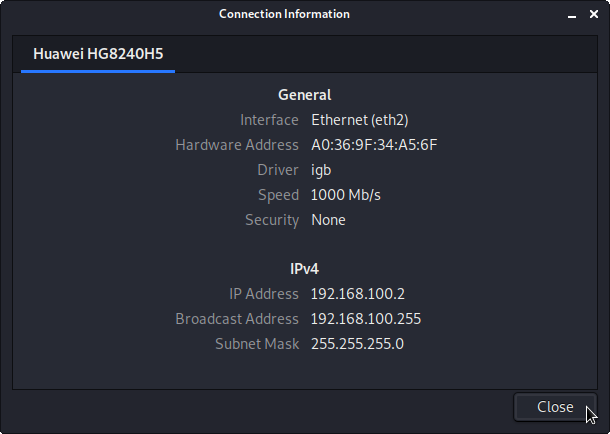 Connection Information
Huawei HG8240H5
General
Interface Ethernet (eth2)
Hardware Address A0:36:9F:34:A5:6F
Driver igb
Speed 1000 Mb/s
Security None
IPv4
IP Address 192.168.100.2
Broadcast Address 192.168.100.255
Subnet Mask 255.255.255.0
Close